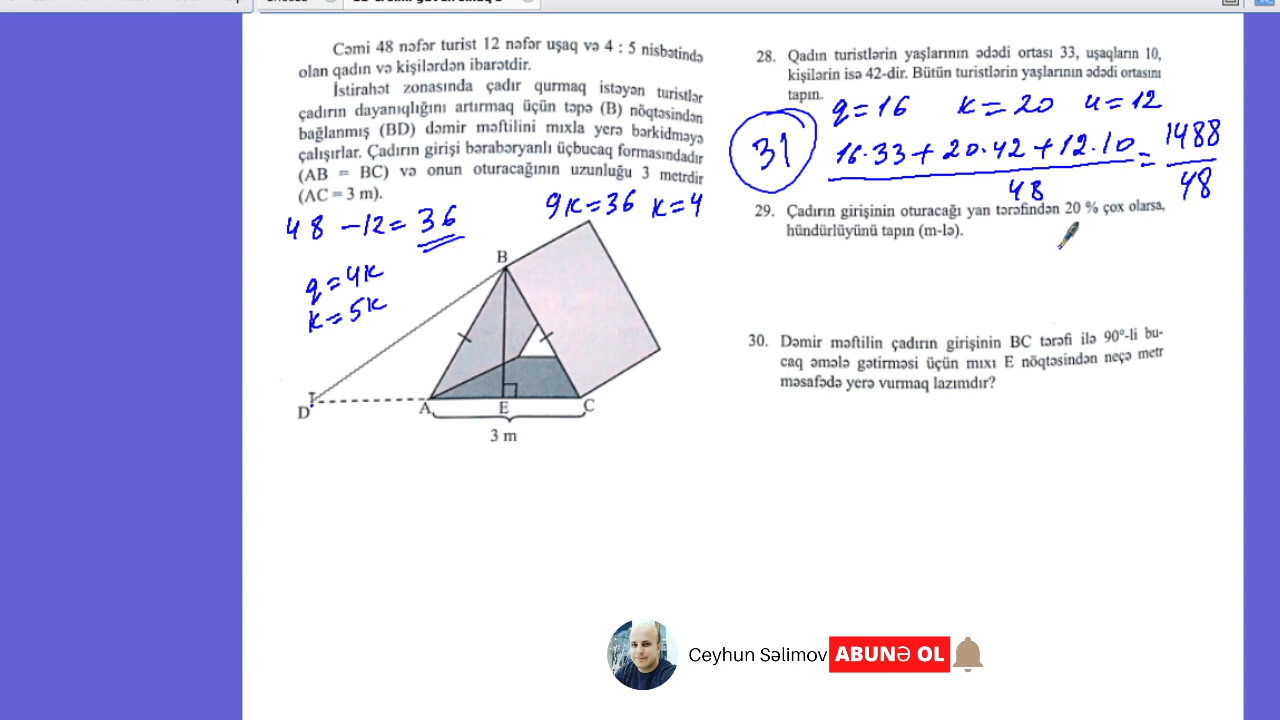 Cəmi 48 nəfər turist 12 nəfər uşaq və 4 : 5 nisbətində
olan qadın və kişilərdən ibarətdir.
İstirahət zonasında çadır qurmaq istəyən turistlər
çadırın dayanıqlığını artırmaq üçün təpə (B) nöqtəsindən
bağlanmış (BD) dəmir məftilini mıxla yerə bərkidməyə
çalışırlar. Çadırın girişi bərabəryanlı üçbucaq formasındadır
(AB = BC) və onun oturacağının uzunluğu 3 metrdir
(AC = 3 m).
48 - 12 = 36
9k = 36 k = 4
q = 4k
k = 5k
B
D
A
E
C
3 m
28. Qadın turistlərin yaşlarının ədədi ortası 33, uşaqların 10,
kişilərin isə 42-dir. Bütün turistlərin yaşlarının ədədi ortasını
tapın.
q = 16 k = 20 u = 12
31
16·33 + 20·42 + 12·10 = 1488
48 48
29. Çadırın girişinin oturacağı yan tərəfindən 20 % çox olarsa,
hündürlüyünü tapın (m-lə).
30. Dəmir məftilin çadırın girişinin BC tərəfi ilə 90°-li bu-
caq əmələ gətirməsi üçün mıxı E nöqtəsindən neçə metr
məsafədə yerə vurmaq lazımdır?
Ceyhun Səlimov ABUNƏ OL